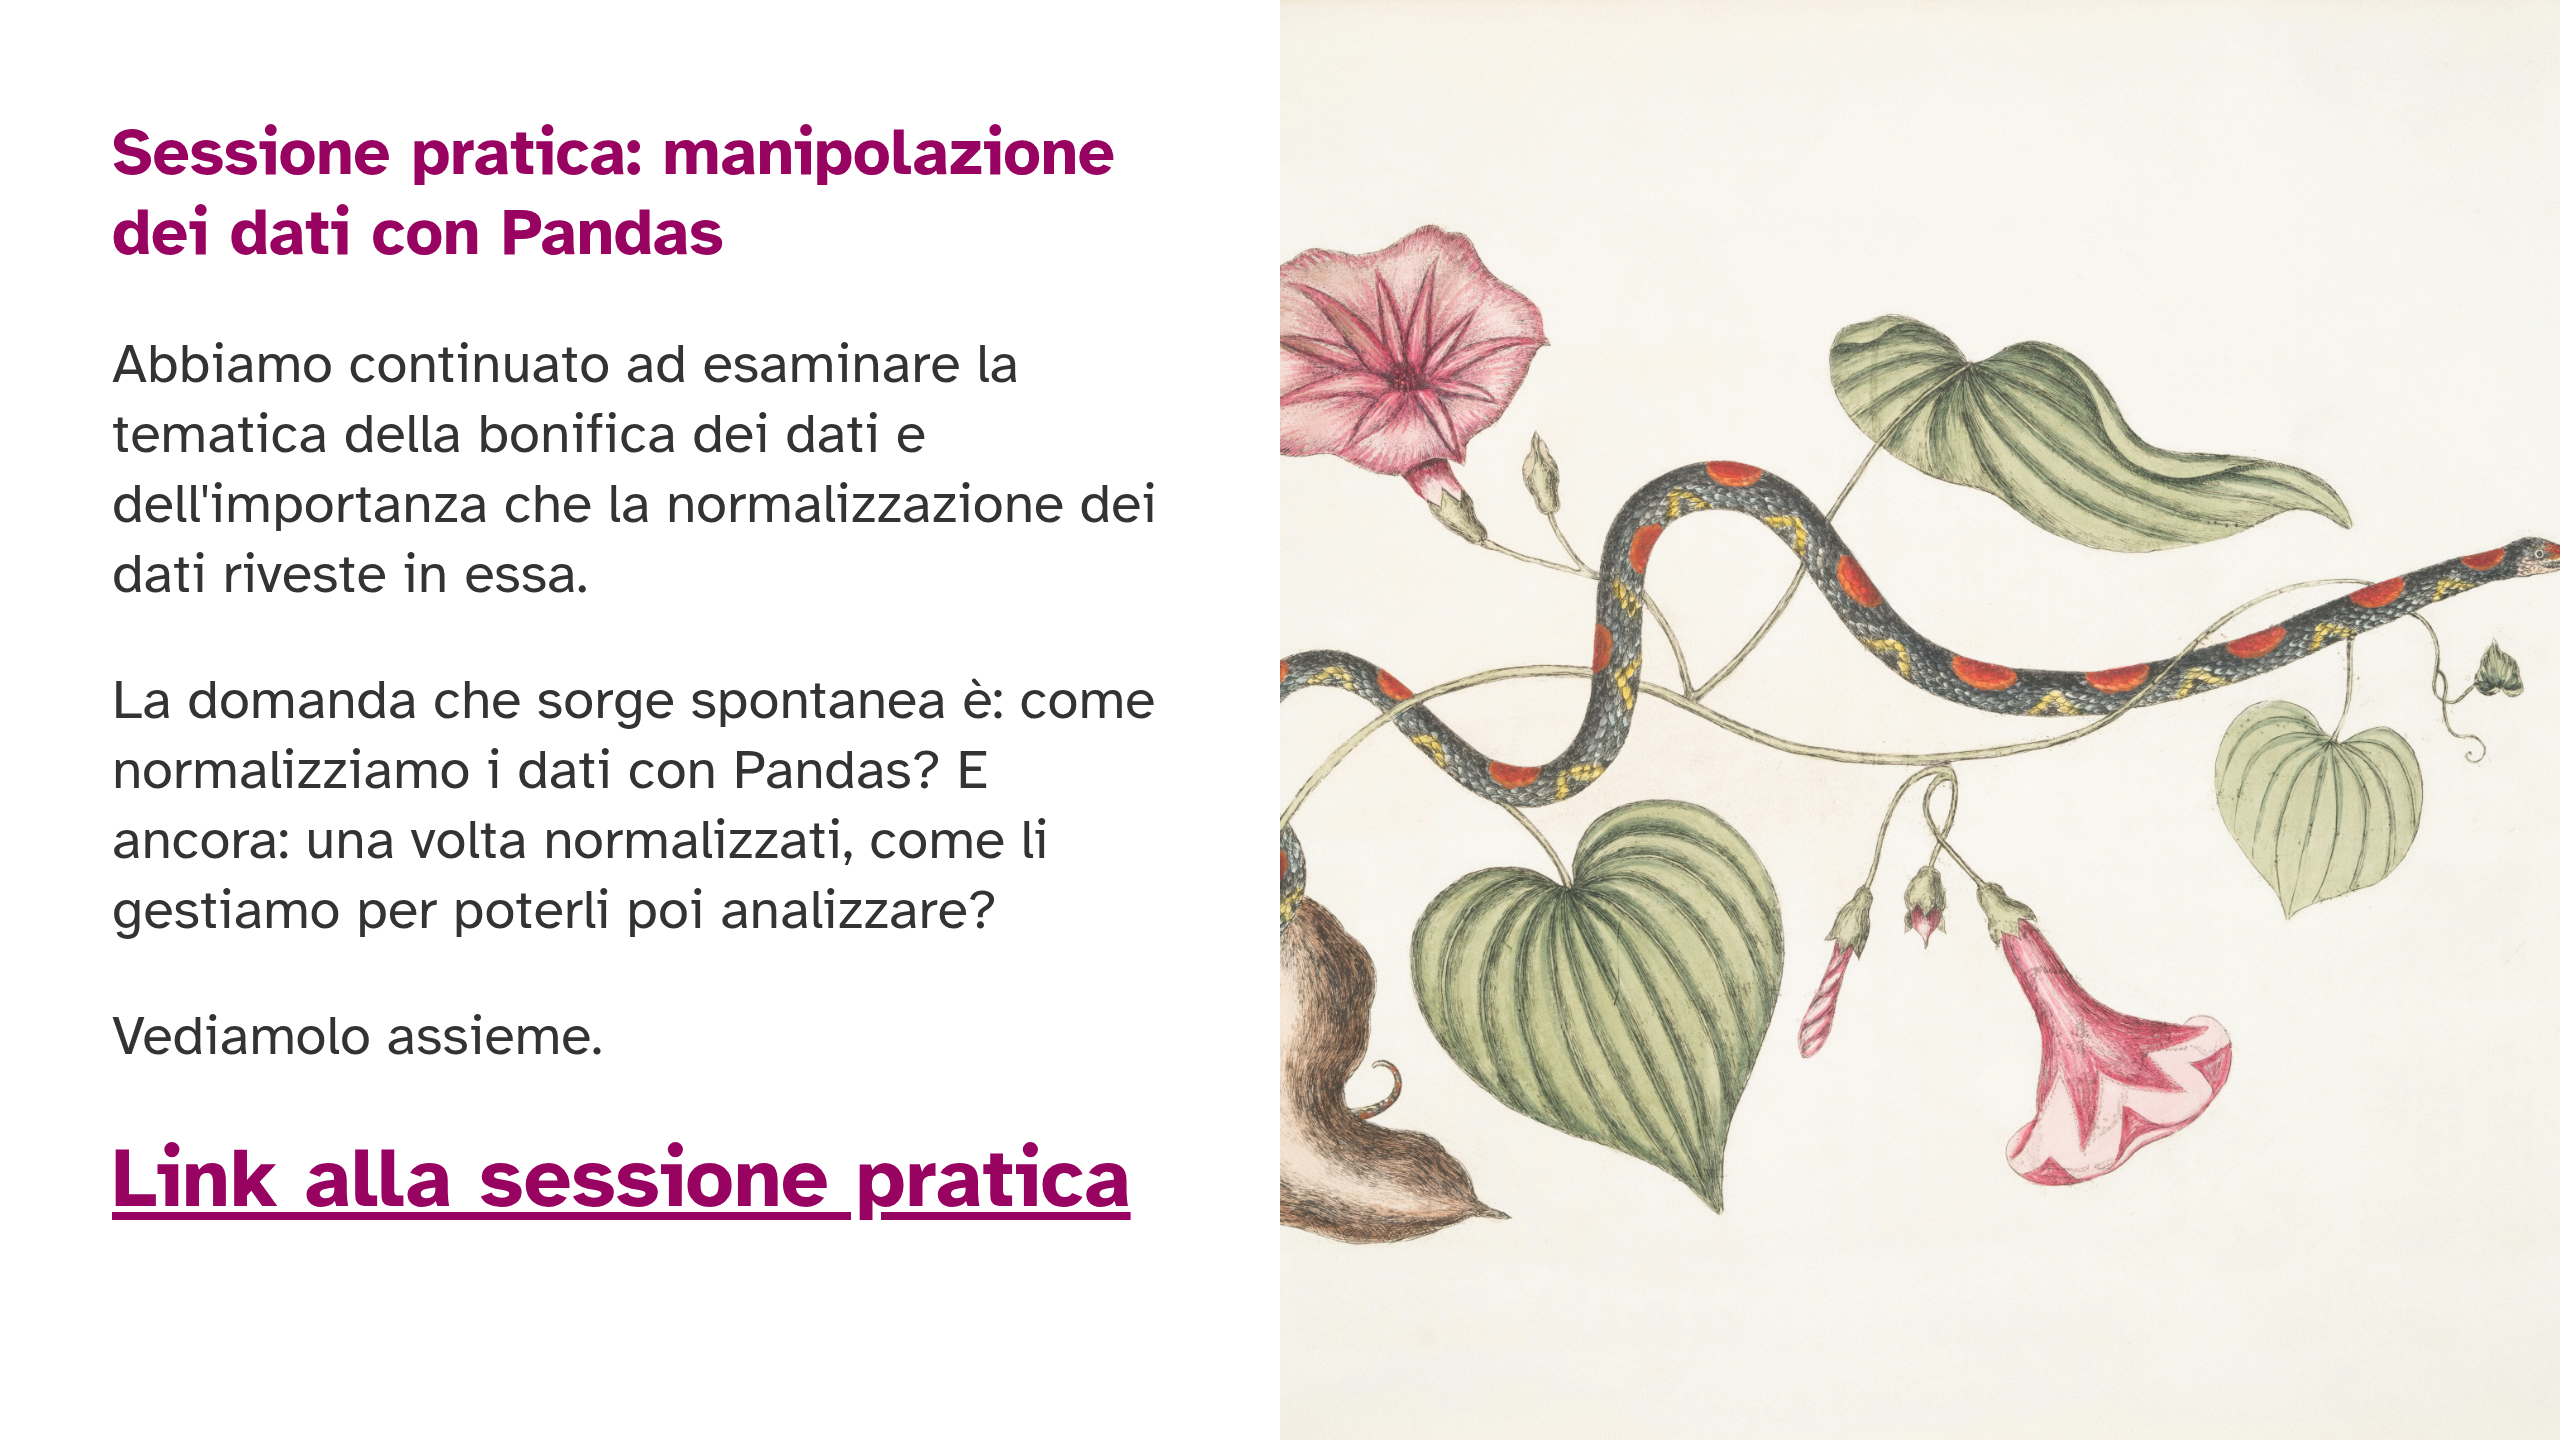 Sessione pratica: manipolazione
dei dati con Pandas
Abbiamo continuato ad esaminare la
tematica della bonifica dei dati e
dell'importanza che la normalizzazione dei
dati riveste in essa.
La domanda che sorge spontanea è: come
normalizziamo i dati con Pandas? E
ancora: una volta normalizzati, come li
gestiamo per poterli poi analizzare?
Vediamolo assieme.
Link alla sessione pratica